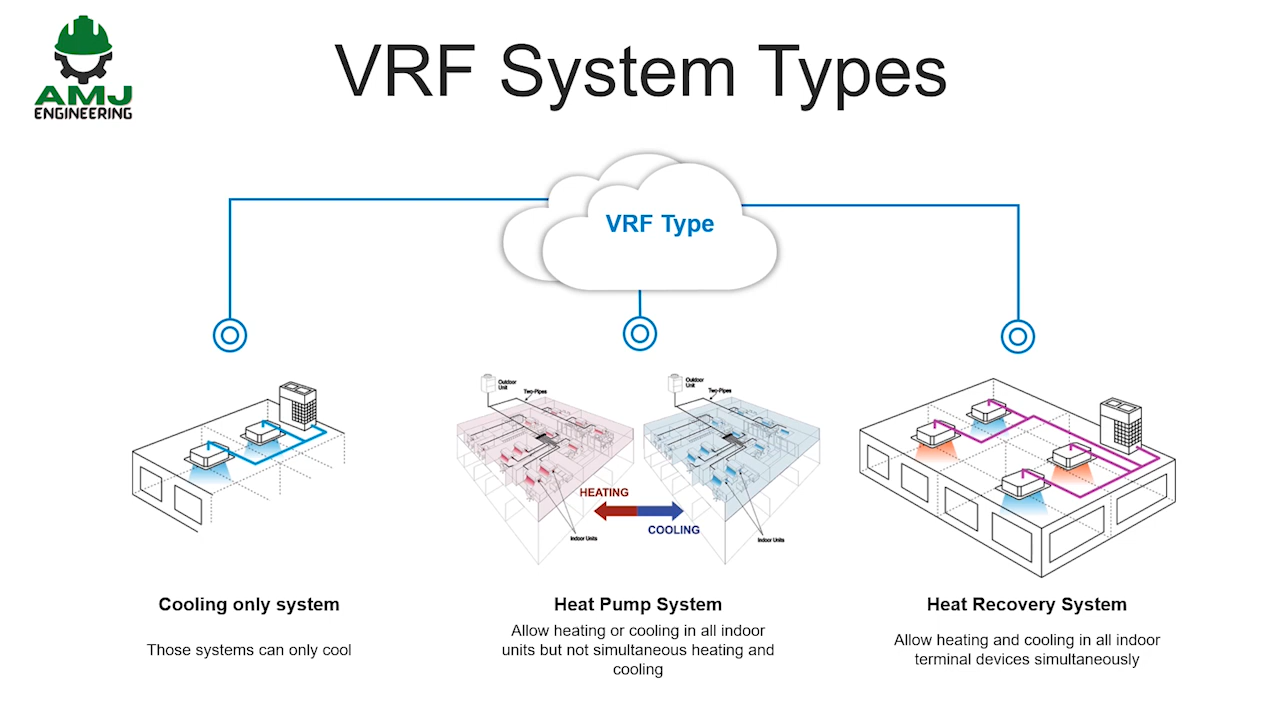 AMJ
ENGINEERING
VRF System Types
VRF Type
Outdoor
Unit
Two-Pipes
HEATING
Indoor Units
Outdoor
Unit
Two-Pipes
COOLING
Indoor Units
Cooling only system
Those systems can only cool
Heat Pump System
Allow heating or cooling in all indoor
units but not simultaneous heating and
cooling
Heat Recovery System
Allow heating and cooling in all indoor
terminal devices simultaneously